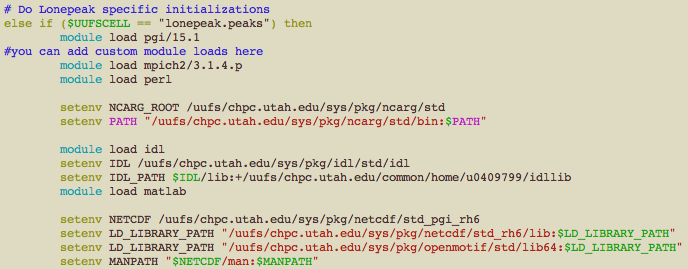 # Do Lonepeak specific initializations
else if ($UUFSCELL == "lonepeak.peaks") then
module load pgi/15.1
#you can add custom module loads here
module load mpich2/3.1.4.p
module load perl
setenv NCARG_ROOT /uufs/chpc.utah.edu/sys/pkg/ncarg/std
setenv PATH "/uufs/chpc.utah.edu/sys/pkg/ncarg/std/bin:$PATH"
module load idl
setenv IDL /uufs/chpc.utah.edu/sys/pkg/idl/std/idl
setenv IDL_PATH $IDL/lib:+/uufs/chpc.utah.edu/common/home/u0409799/idllib
module load matlab
setenv NETCDF /uufs/chpc.utah.edu/sys/pkg/netcdf/std_pgi_rh6
setenv LD_LIBRARY_PATH "/uufs/chpc.utah.edu/sys/pkg/netcdf/std_rh6/lib:$LD_LIBRARY_PATH"
setenv LD_LIBRARY_PATH "/uufs/chpc.utah.edu/sys/pkg/openmotif/std/lib64:$LD_LIBRARY_PATH"
setenv MANPATH "$NETCDF/man:$MANPATH"